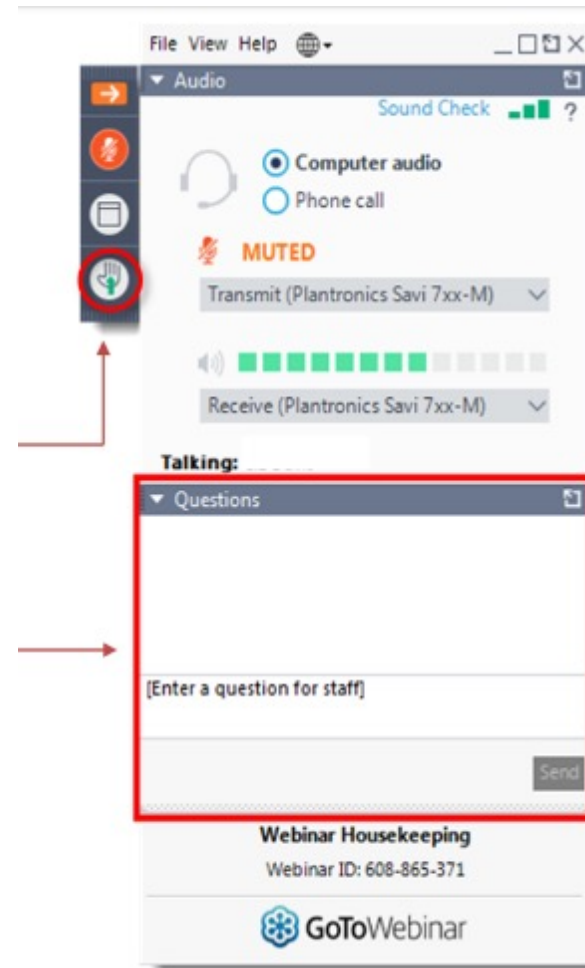 File View Help
Audio
Sound Check ?
Computer audio
Phone call
MUTED
Transmit (Plantronics Savi 7xx-M)
Receive (Plantronics Savi 7xx-M)
Talking:
Questions
[Enter a question for staff]
Send
Webinar Housekeeping
Webinar ID: 608-865-371
GoToWebinar